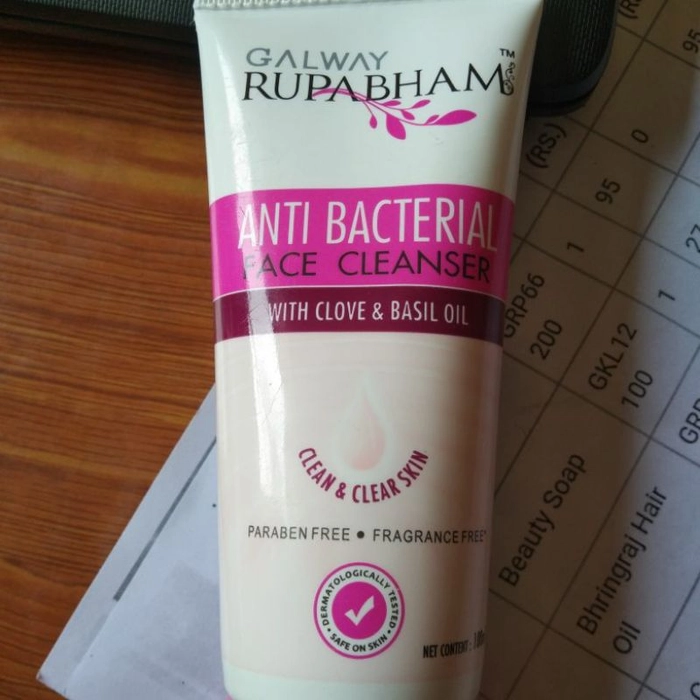 GALWAY
RUPABHAM™
ANTI BACTERIAL
FACE CLEANSER
WITH CLOVE & BASIL OIL
CLEAN & CLEAR SKIN
PARABEN FREE • FRAGRANCE FREE*
DERMATOLOGICALLY TESTED
• SAFE ON SKIN •
NET CONTENT :
(RS.)
95
0
95
1
27
GRP66
200
GKL12
1
100
Beauty Soap
Bhringraj Hair
Oil